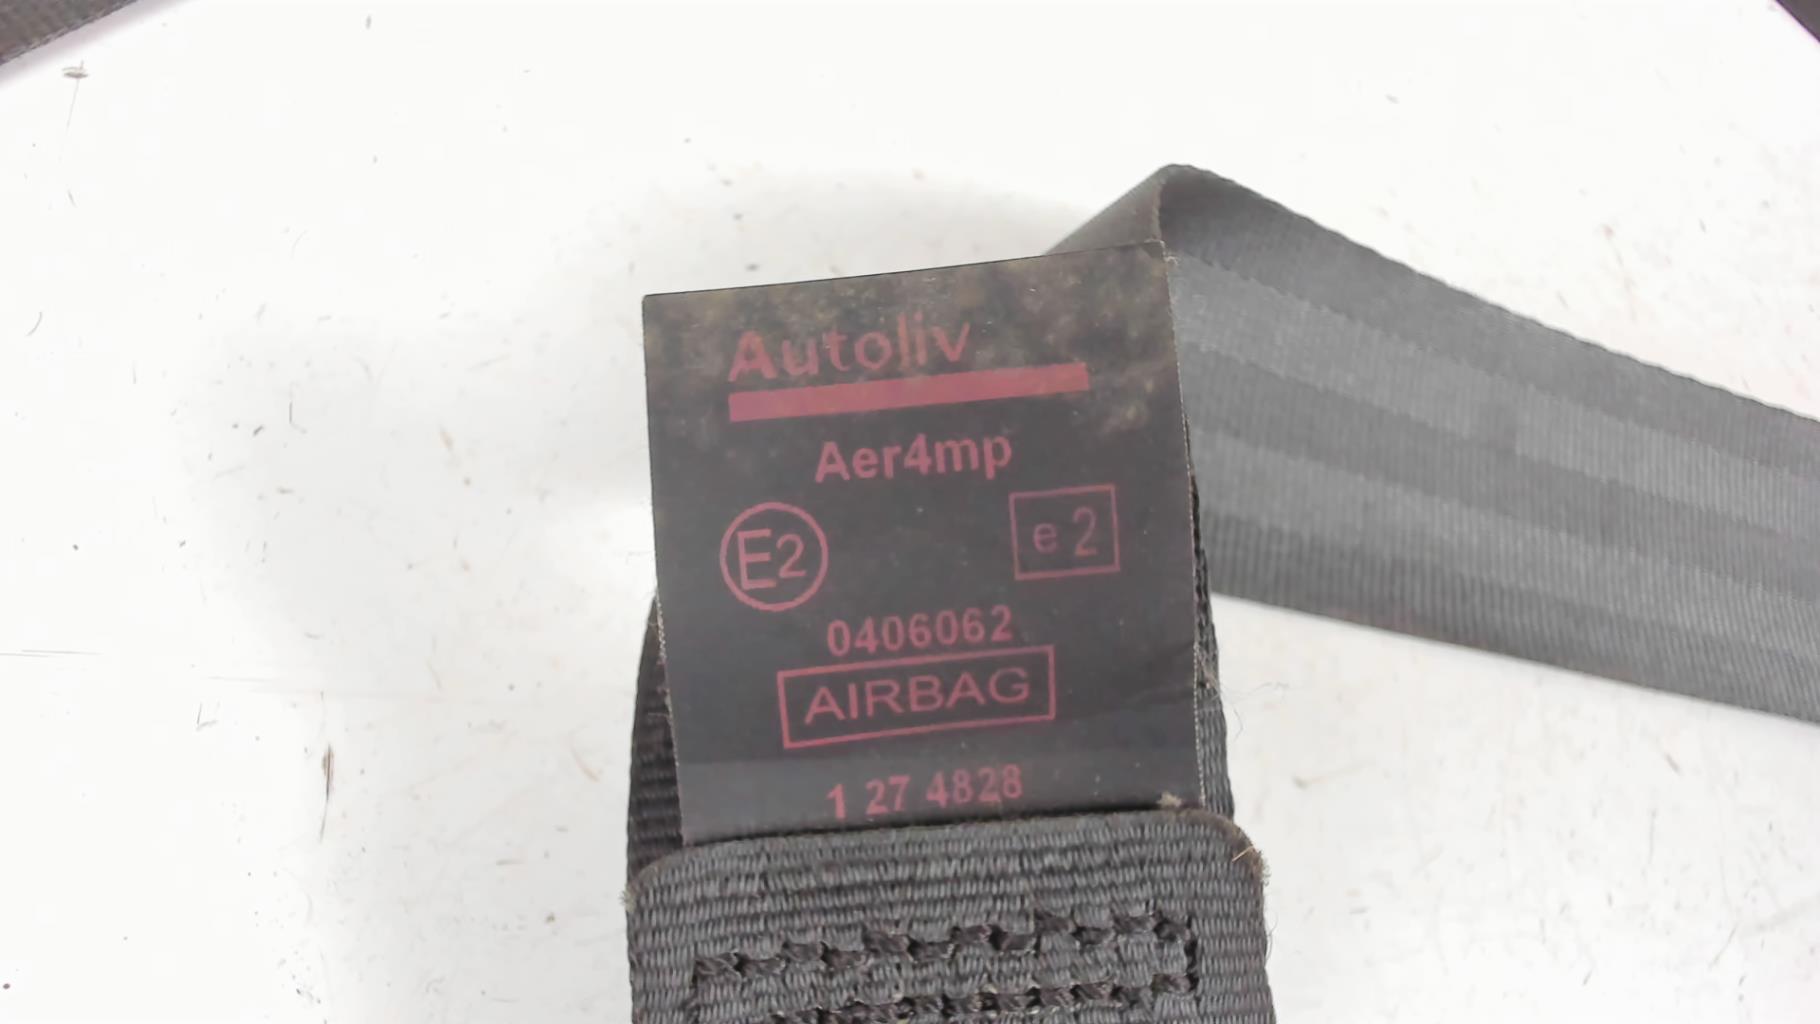 Autoliv
Aer4mp
E2 e 2
0406062
AIRBAG
1 27 4828